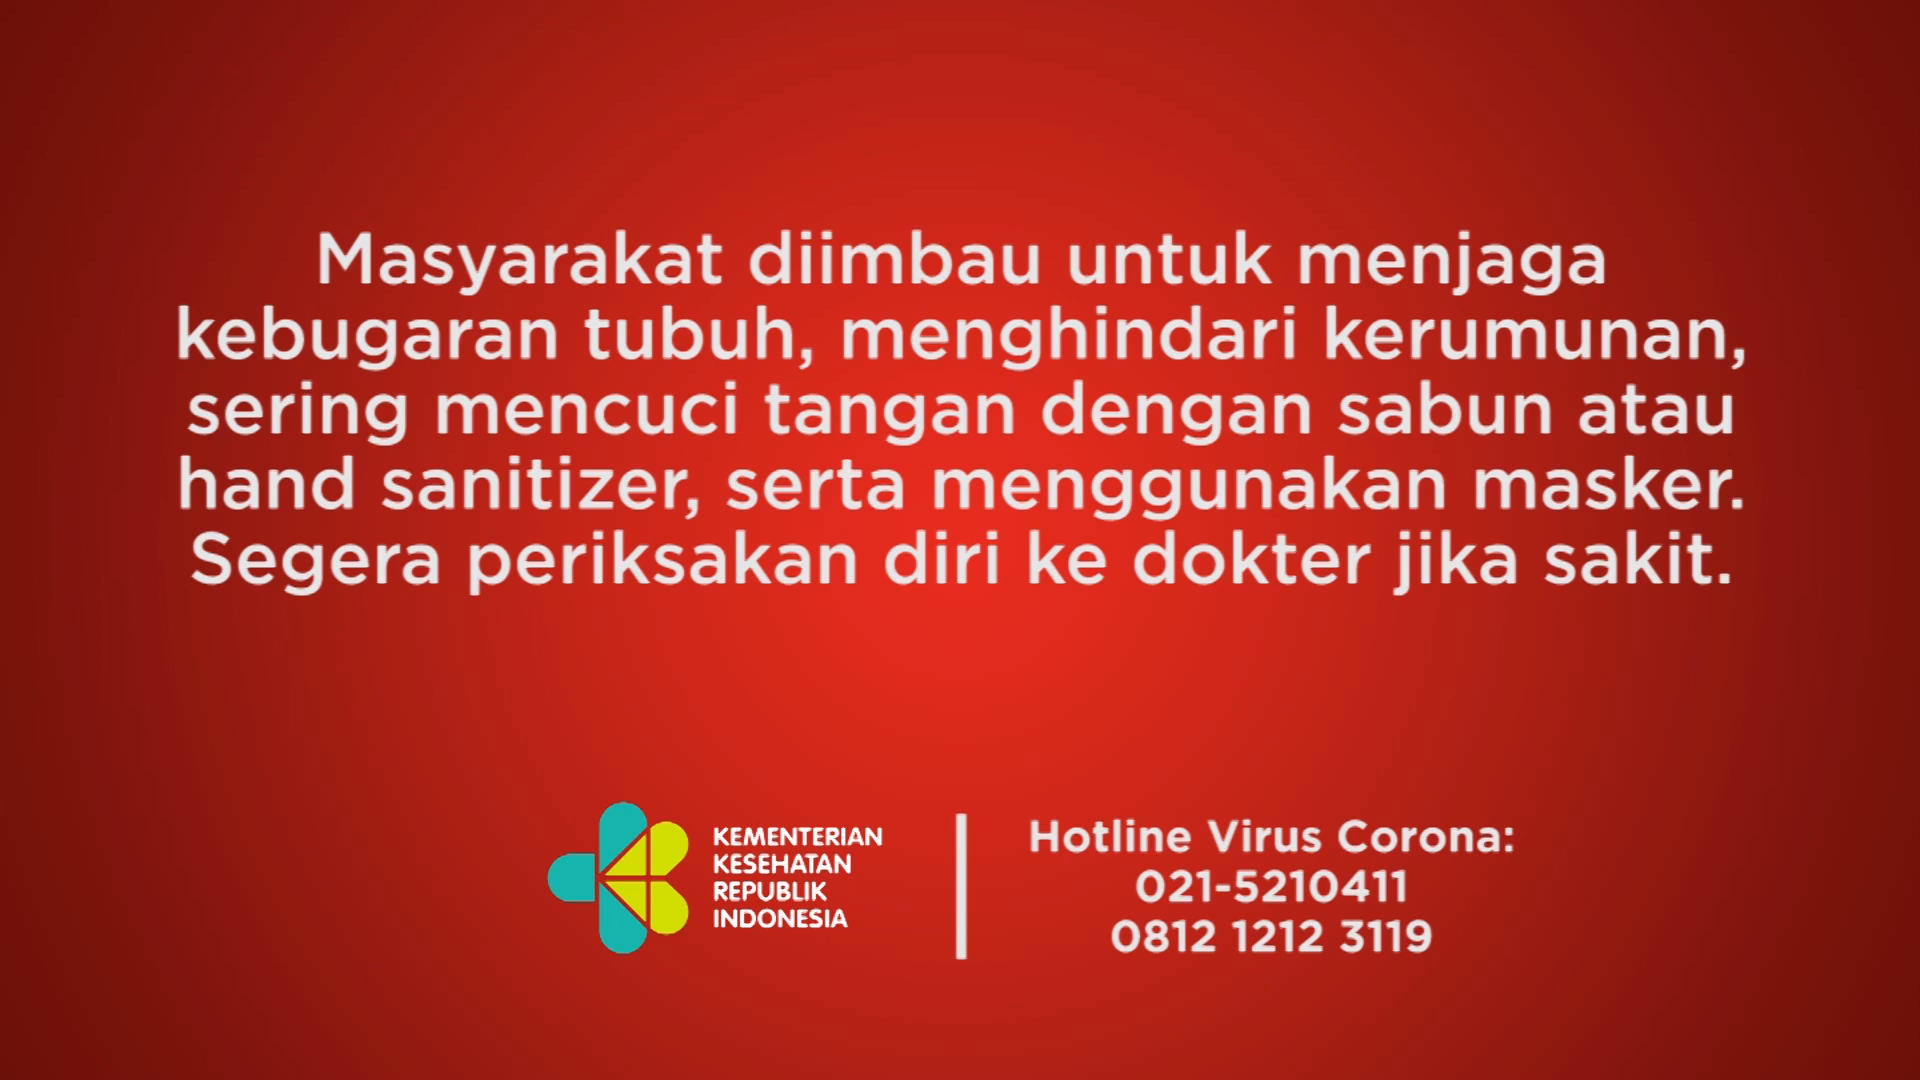 Masyarakat diimbau untuk menjaga
kebugaran tubuh, menghindari kerumunan,
sering mencuci tangan dengan sabun atau
hand sanitizer, serta menggunakan masker.
Segera periksakan diri ke dokter jika sakit.
KEMENTERIAN
KESEHATAN
REPUBLIK
INDONESIA
Hotline Virus Corona:
021-5210411
0812 1212 3119